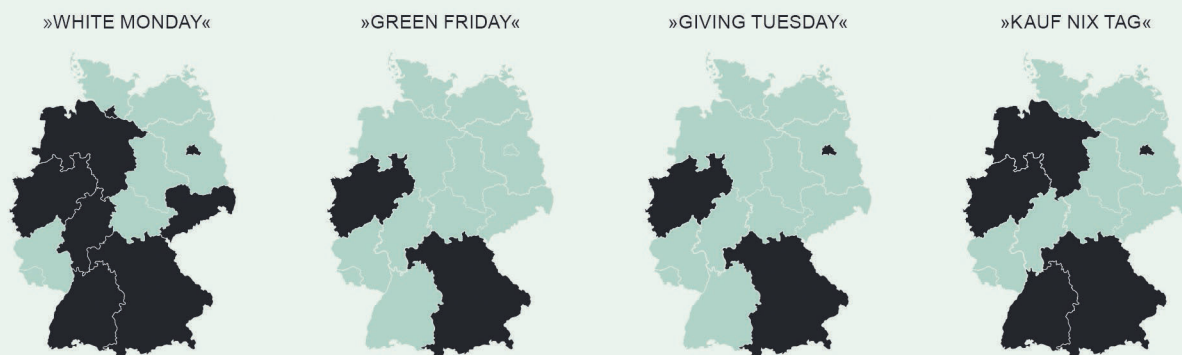 »WHITE MONDAY«
»GREEN FRIDAY«
»GIVING TUESDAY«
»KAUF NIX TAG«